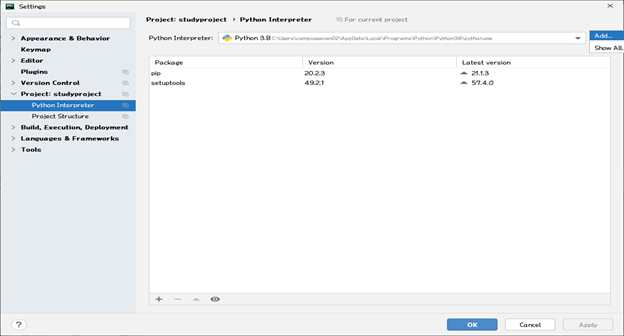 Settings
Appearance & Behavior
Keymap
Editor
Plugins
Version Control
Project: studyproject
Python Interpreter
Project Structure
Build, Execution, Deployment
Languages & Frameworks
Tools
Project: studyproject › Python Interpreter For current project
Python Interpreter: Python 3.8 C:\Users\campusseven02\AppData\Local\Programs\Python\Python38\python.exe
Add...
Show All
Package Version Latest version
pip 20.2.3 21.1.3
setuptools 49.2.1 57.4.0
? OK Cancel Apply